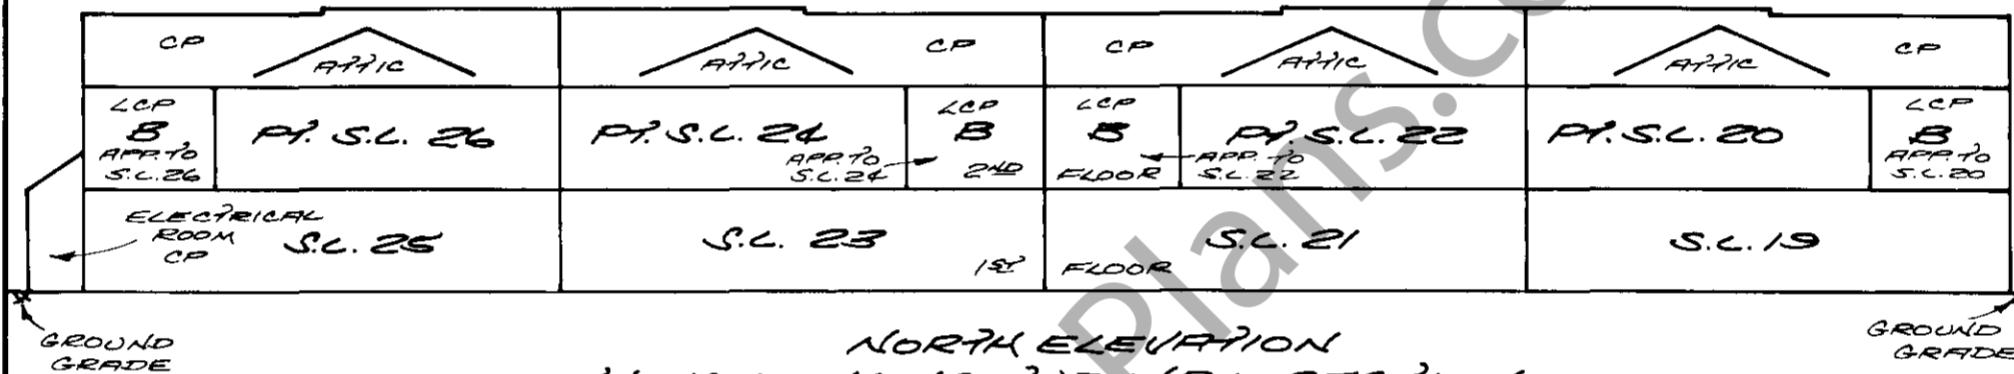 CP ATTIC ATTIC CP CP ATTIC ATTIC CP
LCP
B
APP. TO
S.L. 26
PT. S.L. 26
PT. S.L. 24
APP. TO
S.L. 24
LCP
B
2ND
LCP
B
FLOOR
PT. S.L. 22
APP. TO
S.L. 22
PT. S.L. 20
LCP
B
APP. TO
S.L. 20
ELECTRICAL
ROOM
CP
S.L. 25
S.L. 23
1ST
S.L. 21
FLOOR
S.L. 19
GROUND
GRADE
NORTH ELEVATION
GROUND
GRADE
Plans.c